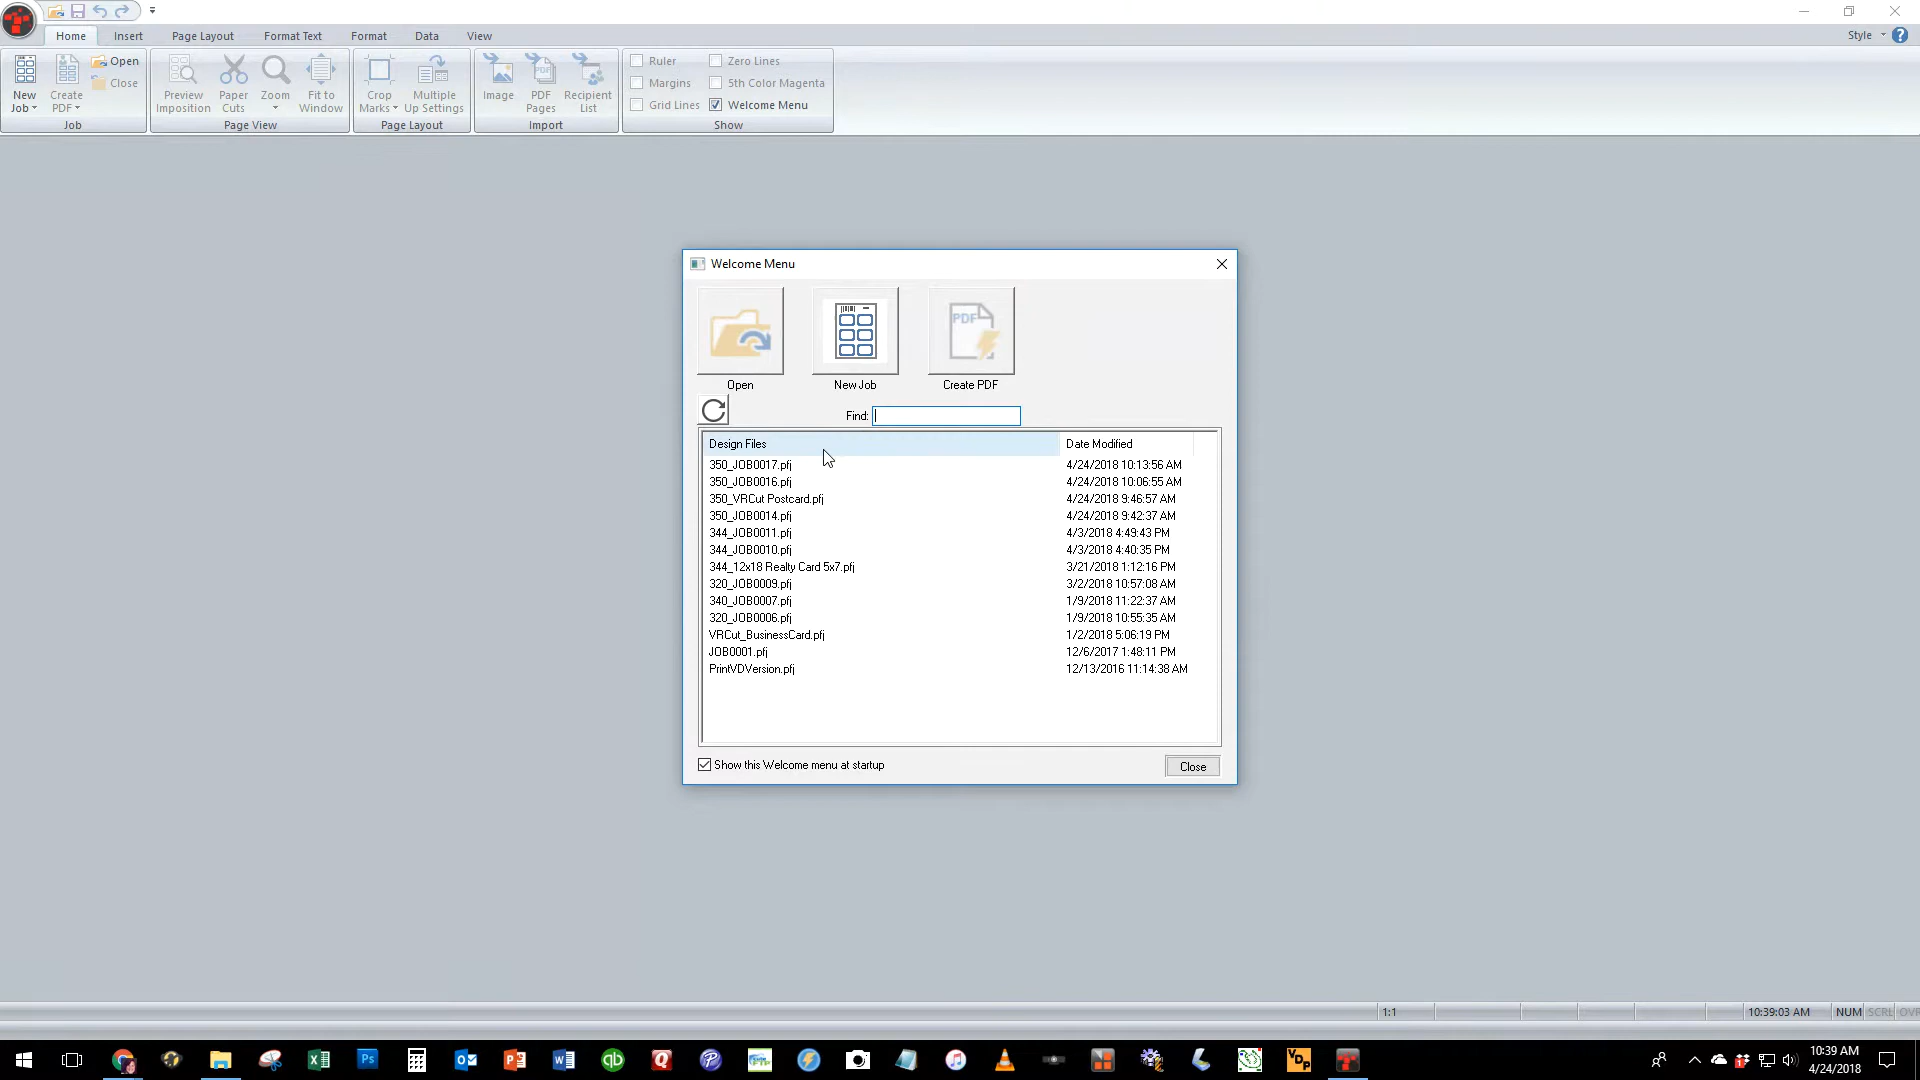 Home Insert Page Layout Format Text Format Data View Style
New Job Create PDF Open Close Preview Imposition Paper Cuts Zoom Fit to Window Crop Marks Multiple Up Settings Image PDF Pages Recipient List
Ruler Zero Lines
Margins 5th Color Magenta
Grid Lines Welcome Menu
Job Page View Page Layout Import Show
Welcome Menu
PDF
Open New Job Create PDF
Find:
Design Files Date Modified
350_JOB0017.pfj 4/24/2018 10:13:56 AM
350_JOB0016.pfj 4/24/2018 10:06:55 AM
350_VRCut Postcard.pfj 4/24/2018 9:46:57 AM
350_JOB0014.pfj 4/24/2018 9:42:37 AM
344_JOB0011.pfj 4/3/2018 4:49:43 PM
344_JOB0010.pfj 4/3/2018 4:40:35 PM
344_12x18 Realty Card 5x7.pfj 3/21/2018 1:12:16 PM
320_JOB0009.pfj 3/2/2018 10:57:08 AM
340_JOB0007.pfj 1/9/2018 11:22:37 AM
320_JOB0006.pfj 1/9/2018 10:55:35 AM
VRCut_BusinessCard.pfj 1/2/2018 5:06:19 PM
JOB0001.pfj 12/6/2017 1:48:11 PM
PrintVDVersion.pfj 12/13/2016 11:14:38 AM
Show this Welcome menu at startup Close
1:1 10:39:03 AM NUM SCRL OVR
10:39 AM
4/24/2018